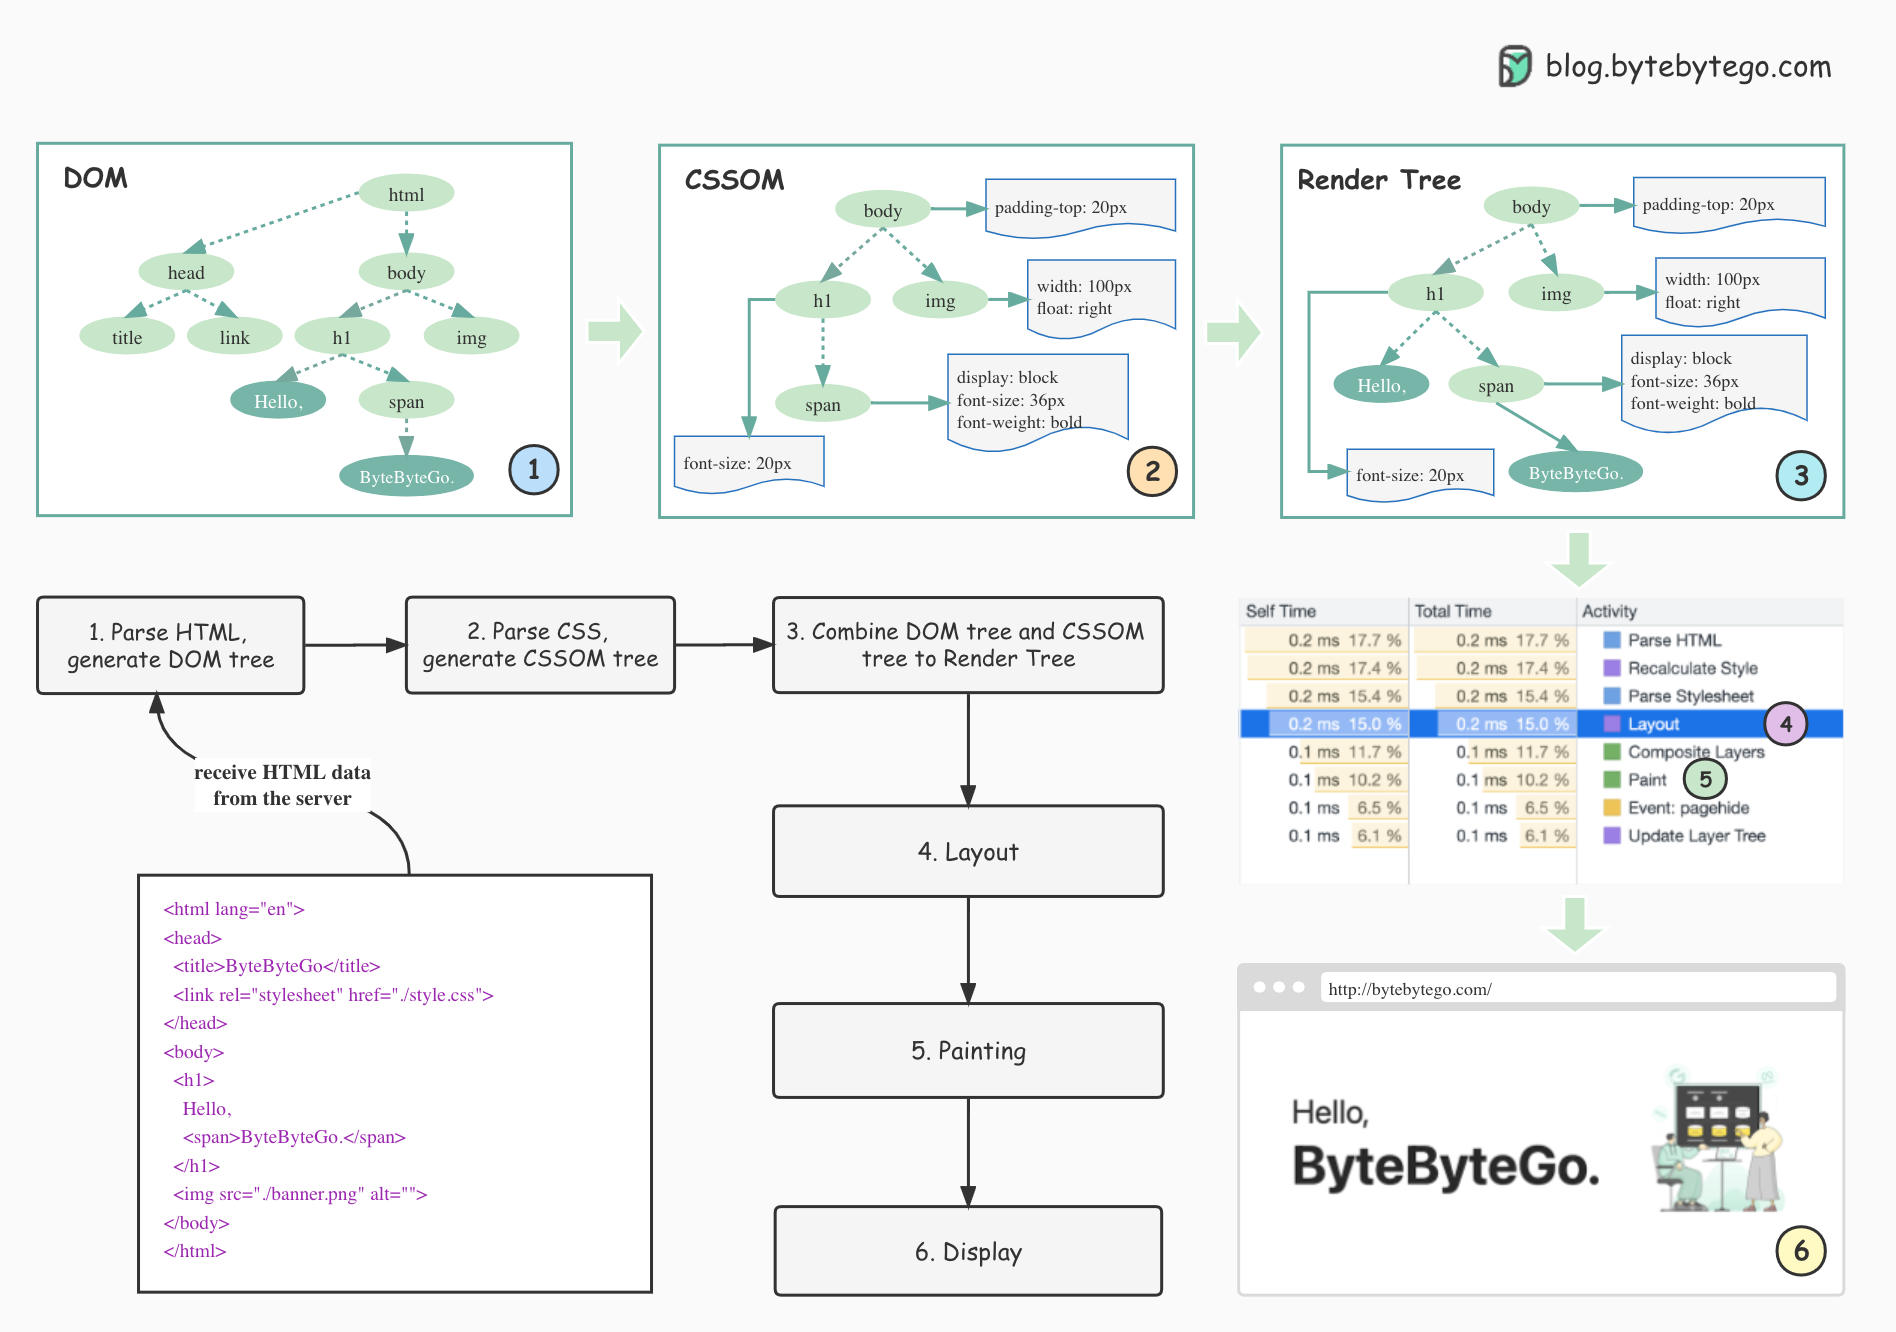 blog.bytebytego.com
DOM
html
head
body
title
link
h1
img
Hello,
span
ByteByteGo.
1
CSSOM
body
padding-top: 20px
h1
img
width: 100px
float: right
span
display: block
font-size: 36px
font-weight: bold
font-size: 20px
2
Render Tree
body
padding-top: 20px
h1
img
width: 100px
float: right
Hello,
span
display: block
font-size: 36px
font-weight: bold
font-size: 20px
ByteByteGo.
3
1. Parse HTML,
generate DOM tree
2. Parse CSS,
generate CSSOM tree
3. Combine DOM tree and CSSOM
tree to Render Tree
receive HTML data
from the server
<html lang="en">
<head>
<title>ByteByteGo</title>
<link rel="stylesheet" href="./style.css">
</head>
<body>
<h1>
Hello,
<span>ByteByteGo.</span>
</h1>
<img src="./banner.png" alt="">
</body>
</html>
4. Layout
5. Painting
6. Display
Self Time Total Time Activity
0.2 ms 17.7 % 0.2 ms 17.7 % Parse HTML
0.2 ms 17.4 % 0.2 ms 17.4 % Recalculate Style
0.2 ms 15.4 % 0.2 ms 15.4 % Parse Stylesheet
0.2 ms 15.0 % 0.2 ms 15.0 % Layout 4
0.1 ms 11.7 % 0.1 ms 11.7 % Composite Layers
0.1 ms 10.2 % 0.1 ms 10.2 % Paint 5
0.1 ms 6.5 % 0.1 ms 6.5 % Event: pagehide
0.1 ms 6.1 % 0.1 ms 6.1 % Update Layer Tree
http://bytebytego.com/
Hello,
ByteByteGo.
6